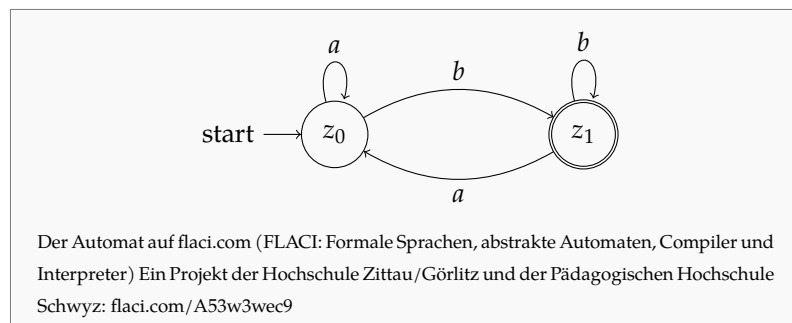 a
b
b
start
z0
z1
a
Der Automat auf flaci.com (FLACI: Formale Sprachen, abstrakte Automaten, Compiler und
Interpreter) Ein Projekt der Hochschule Zittau/Görlitz und der Pädagogischen Hochschule
Schwyz: flaci.com/A53w3wec9